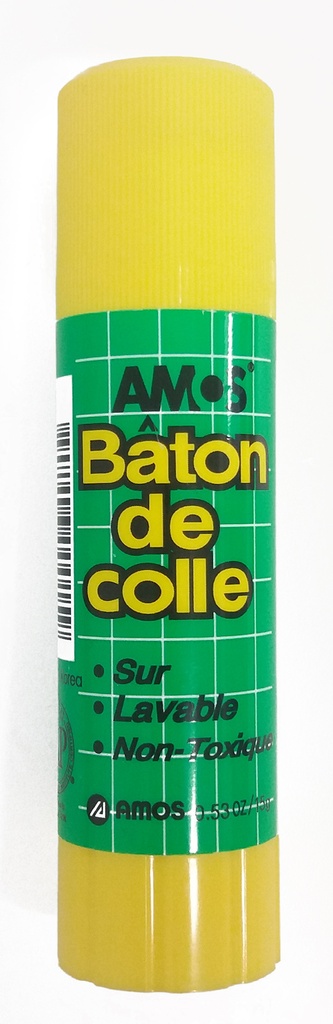 AMOS
Bâton
de
colle
• Sur
• Lavable
• Non-Toxique
AMOS 0.53 OZ/15g